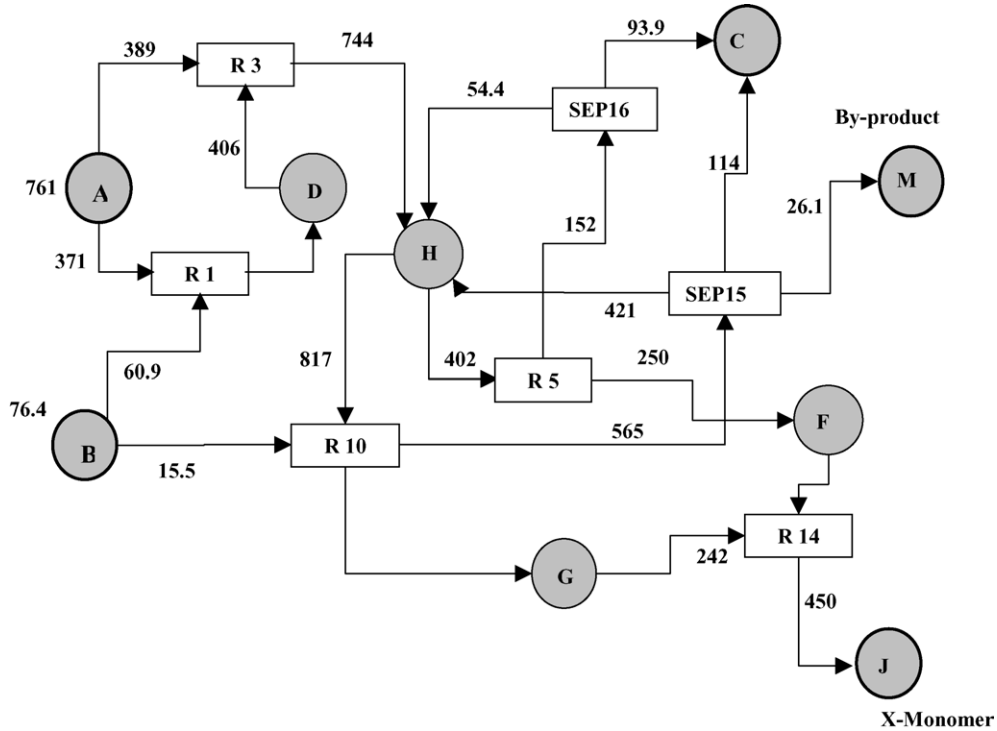 389
R 3
744
93.9
C
54.4
SEP16
By-product
406
761
A
D
114
M
152
26.1
H
371
R 1
SEP15
421
60.9
817
402
R 5
250
76.4
B
15.5
R 10
565
F
R 14
G
242
450
J
X-Monomer